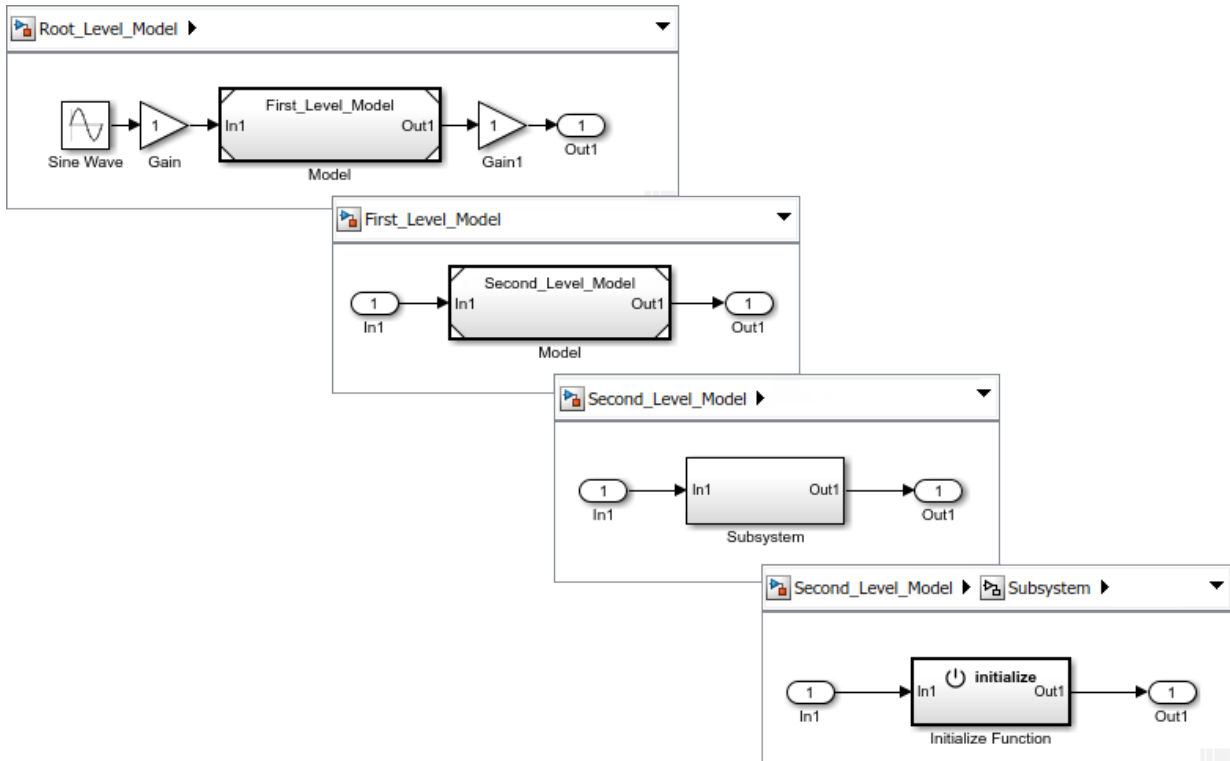 Root_Level_Model
First_Level_Model
1
In1
Out1
1
1
Sine Wave
Gain
Model
Gain1
Out1
First_Level_Model
Second_Level_Model
1
In1
Out1
1
In1
Model
Out1
Second_Level_Model
1
In1
Out1
1
In1
Subsystem
Out1
Second_Level_Model Subsystem
initialize
1
In1
Out1
1
In1
Initialize Function
Out1